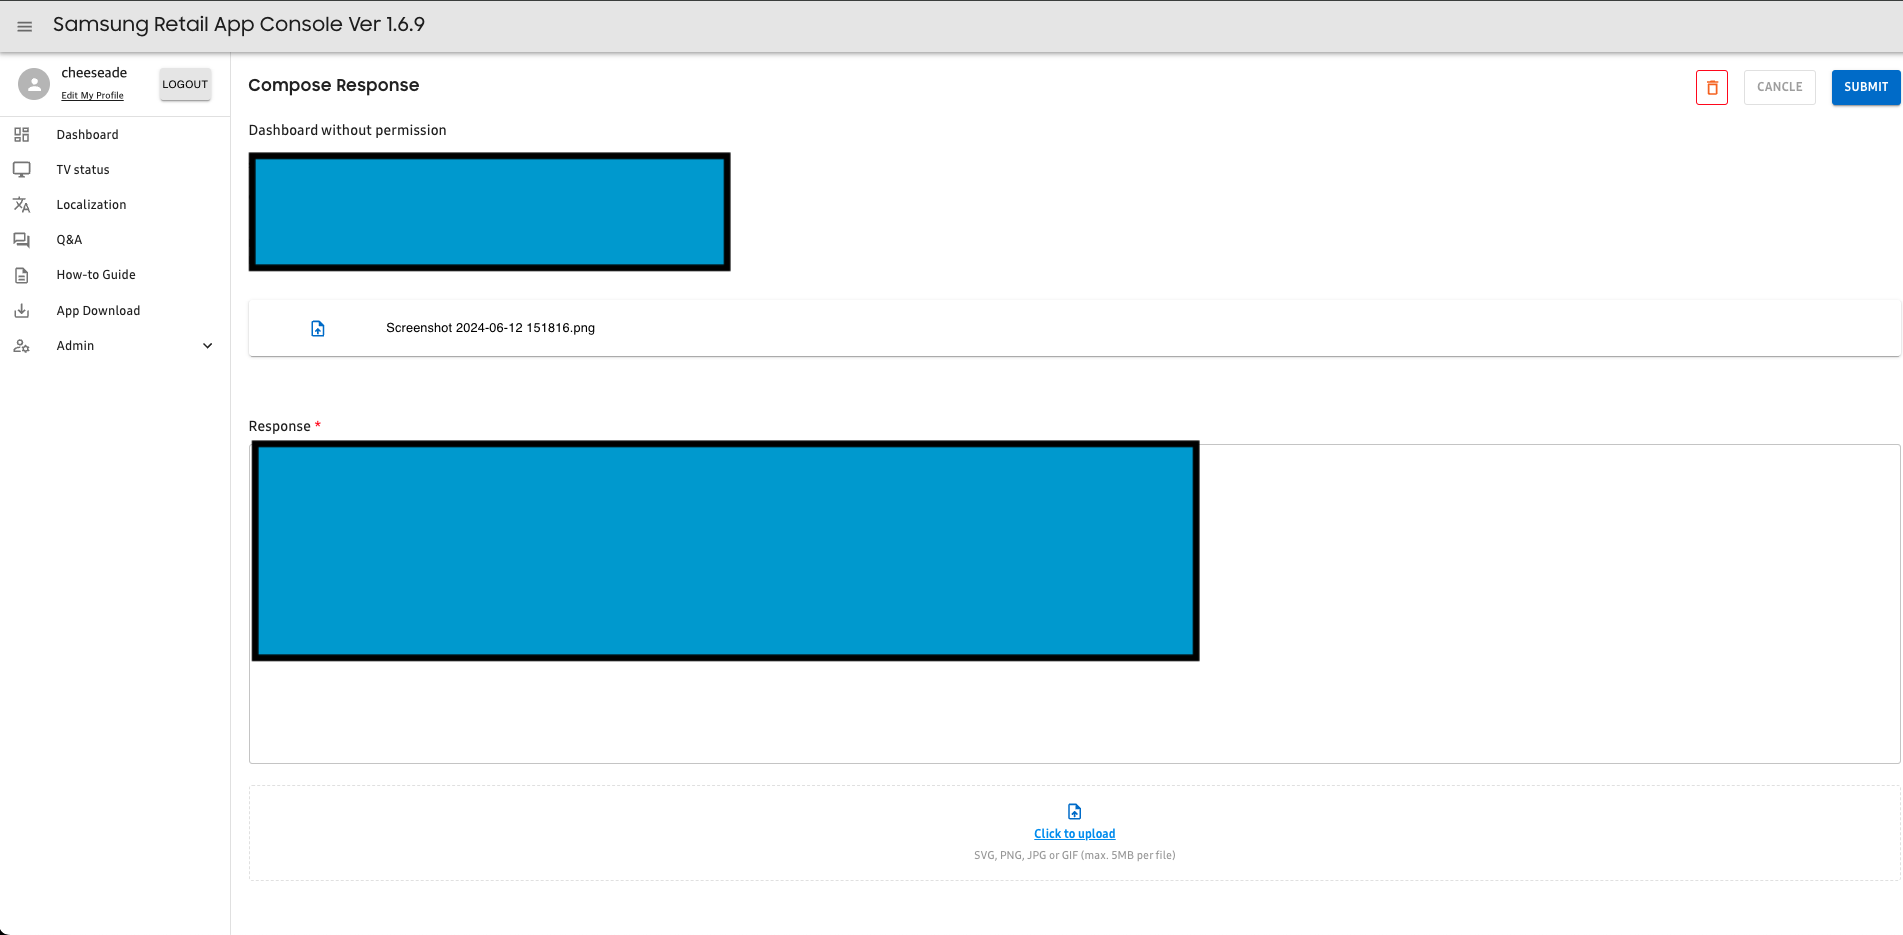 Samsung Retail App Console Ver 1.6.9
cheeseade
Edit My Profile
LOGOUT
Dashboard
TV status
Localization
Q&A
How-to Guide
App Download
Admin
Compose Response
CANCLE
SUBMIT
Dashboard without permission
Screenshot 2024-06-12 151816.png
Response *
Click to upload
SVG, PNG, JPG or GIF (max. 5MB per file)